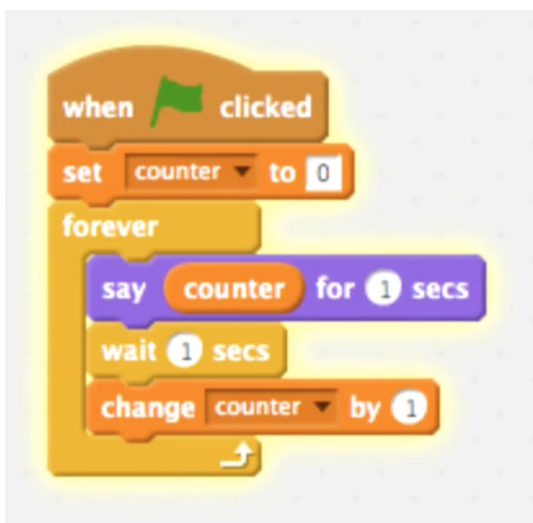 when clicked
set counter to 0
forever
say counter for 1 secs
wait 1 secs
change counter by 1